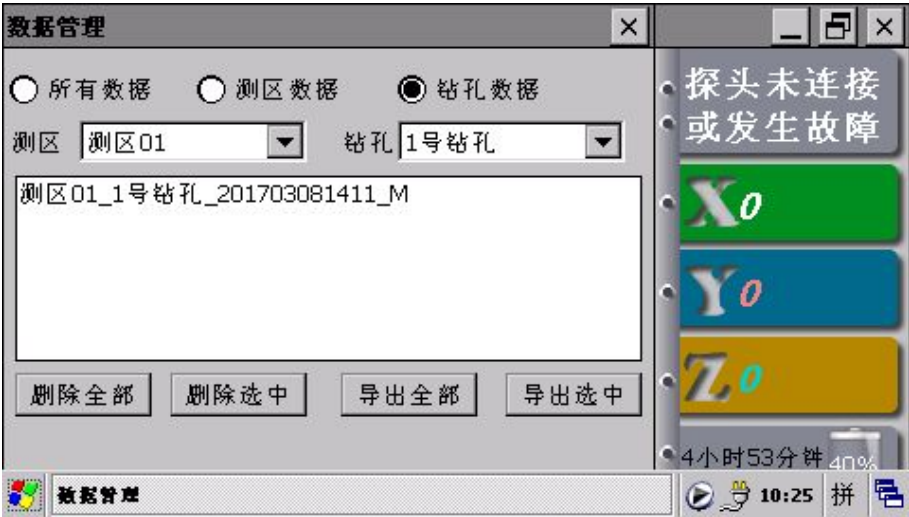 数据管理
所有数据 测区数据 钻孔数据
测区 测区01 钻孔 1号钻孔
测区01_1号钻孔_201703081411_M
删除全部 删除选中 导出全部 导出选中
探头未连接
或发生故障
X0
Y0
Z0
4小时53分钟 40%
数据管理 10:25 拼